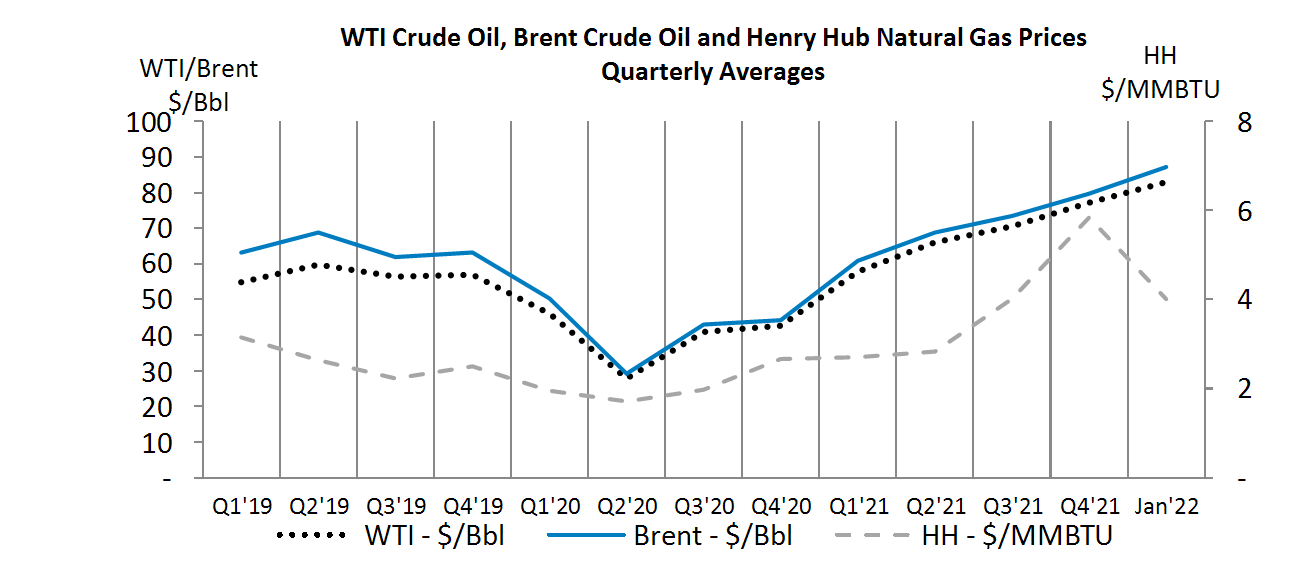 WTI Crude Oil, Brent Crude Oil and Henry Hub Natural Gas Prices
Quarterly Averages
WTI/Brent
$/Bbl
HH
$/MMBTU
100
90
80
70
60
50
40
30
20
10
-
8
6
4
2
-
Q1'19 Q2'19 Q3'19 Q4'19 Q1'20 Q2'20 Q3'20 Q4'20 Q1'21 Q2'21 Q3'21 Q4'21 Jan'22
WTI - $/Bbl Brent - $/Bbl HH - $/MMBTU